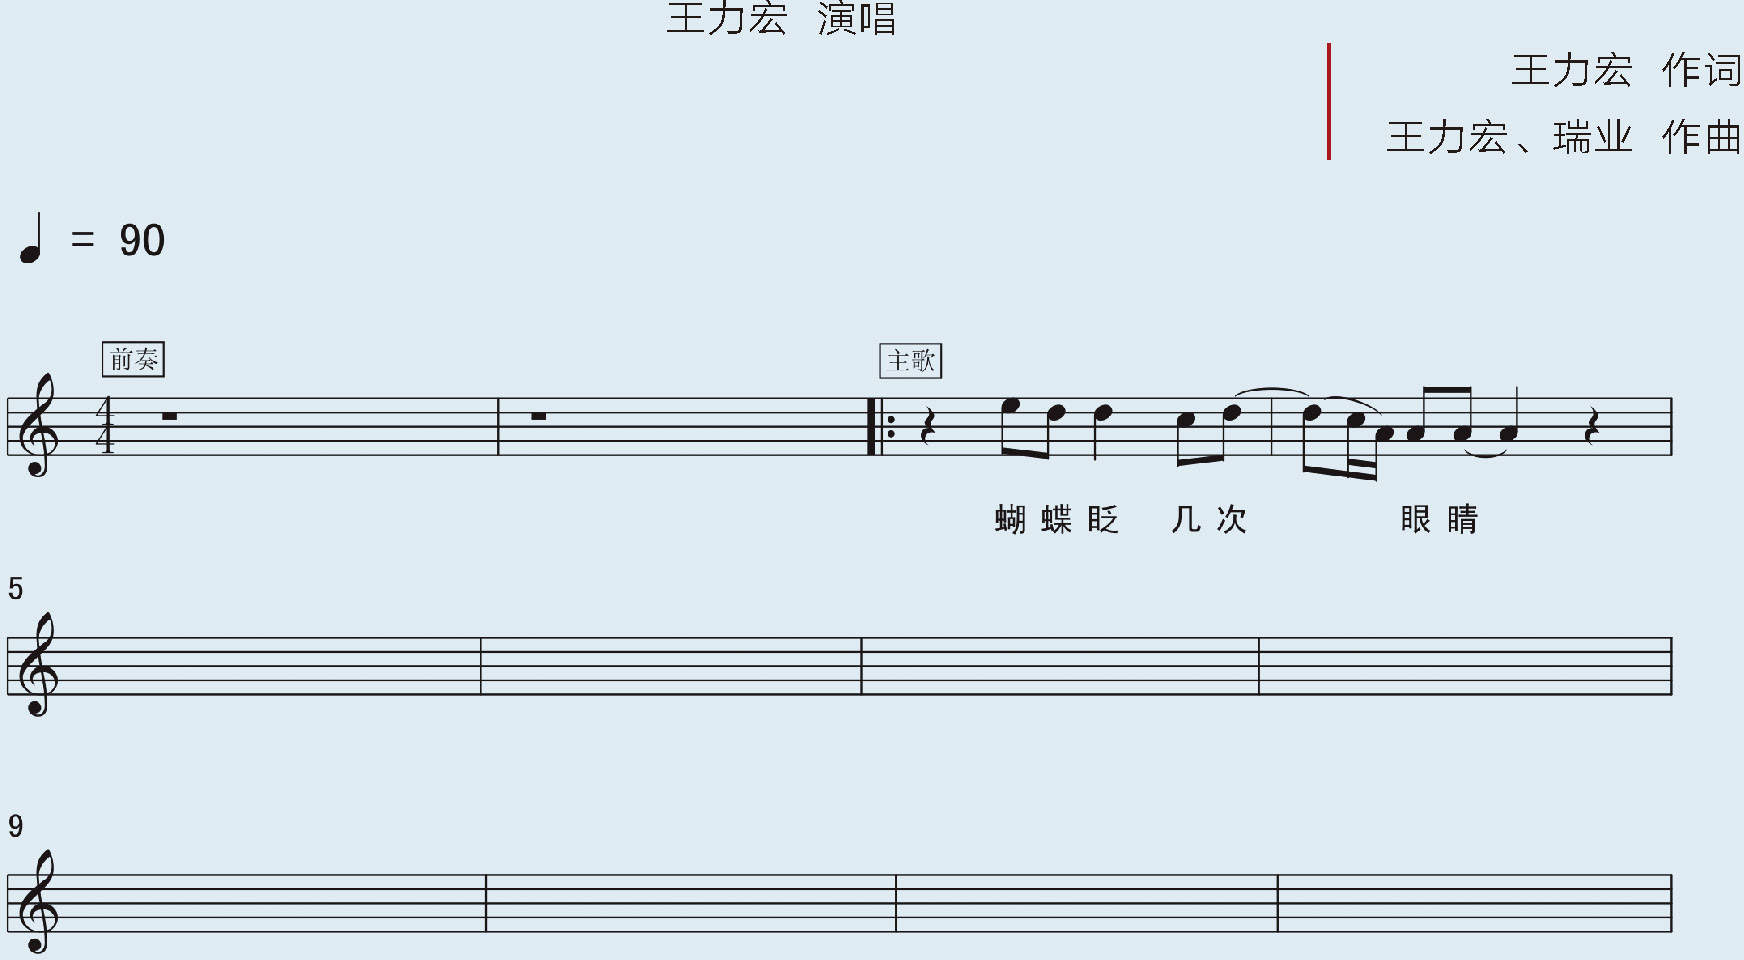 王力宏 演唱
王力宏 作词
王力宏、瑞业 作曲
= 90
前奏
主歌
4
4
蝴 蝶 眨 几 次 眼 睛
5
9